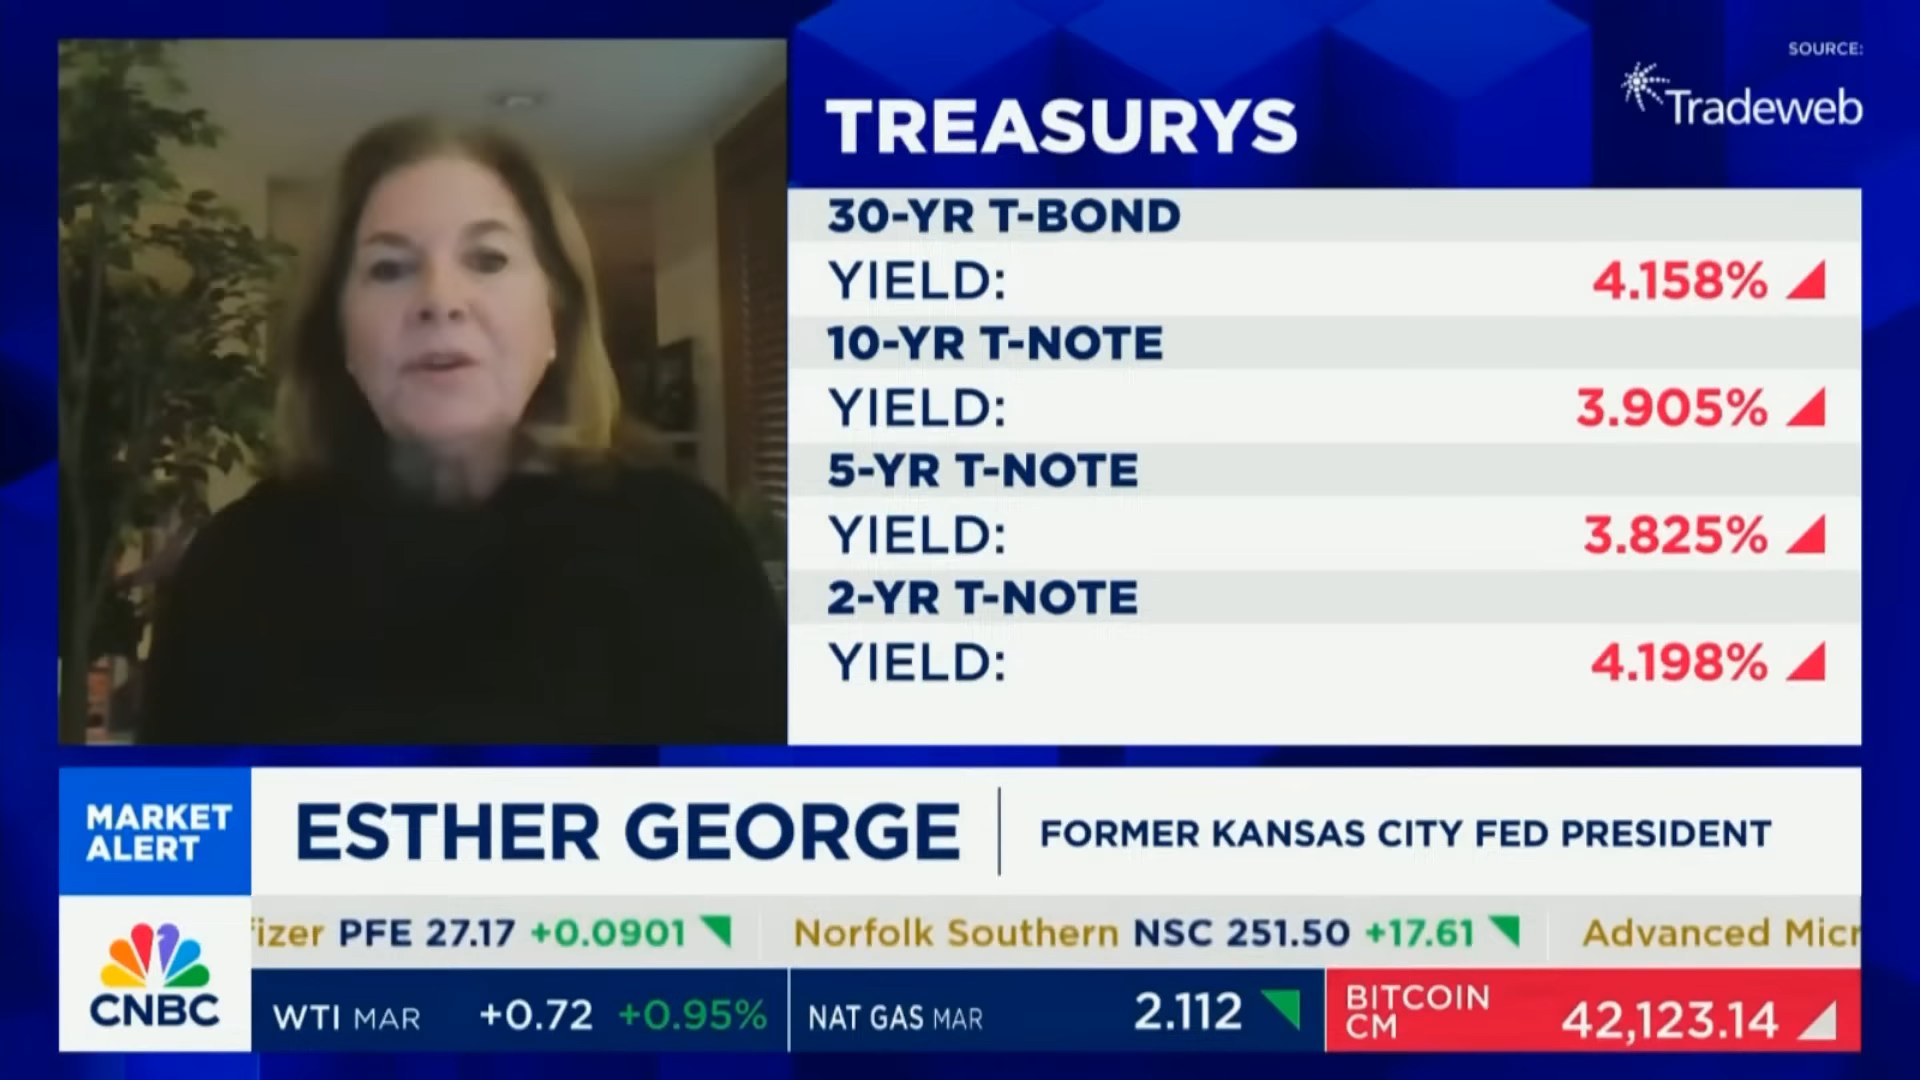 SOURCE:
Tradeweb
TREASURYS
30-YR T-BOND
YIELD: 4.158%
10-YR T-NOTE
YIELD: 3.905%
5-YR T-NOTE
YIELD: 3.825%
2-YR T-NOTE
YIELD: 4.198%
MARKET
ALERT
ESTHER GEORGE
FORMER KANSAS CITY FED PRESIDENT
izer PFE 27.17 +0.0901 Norfolk Southern NSC 251.50 +17.61 Advanced Micr
CNBC
WTI MAR +0.72 +0.95%
NAT GAS MAR 2.112
BITCOIN
CM
42,123.14